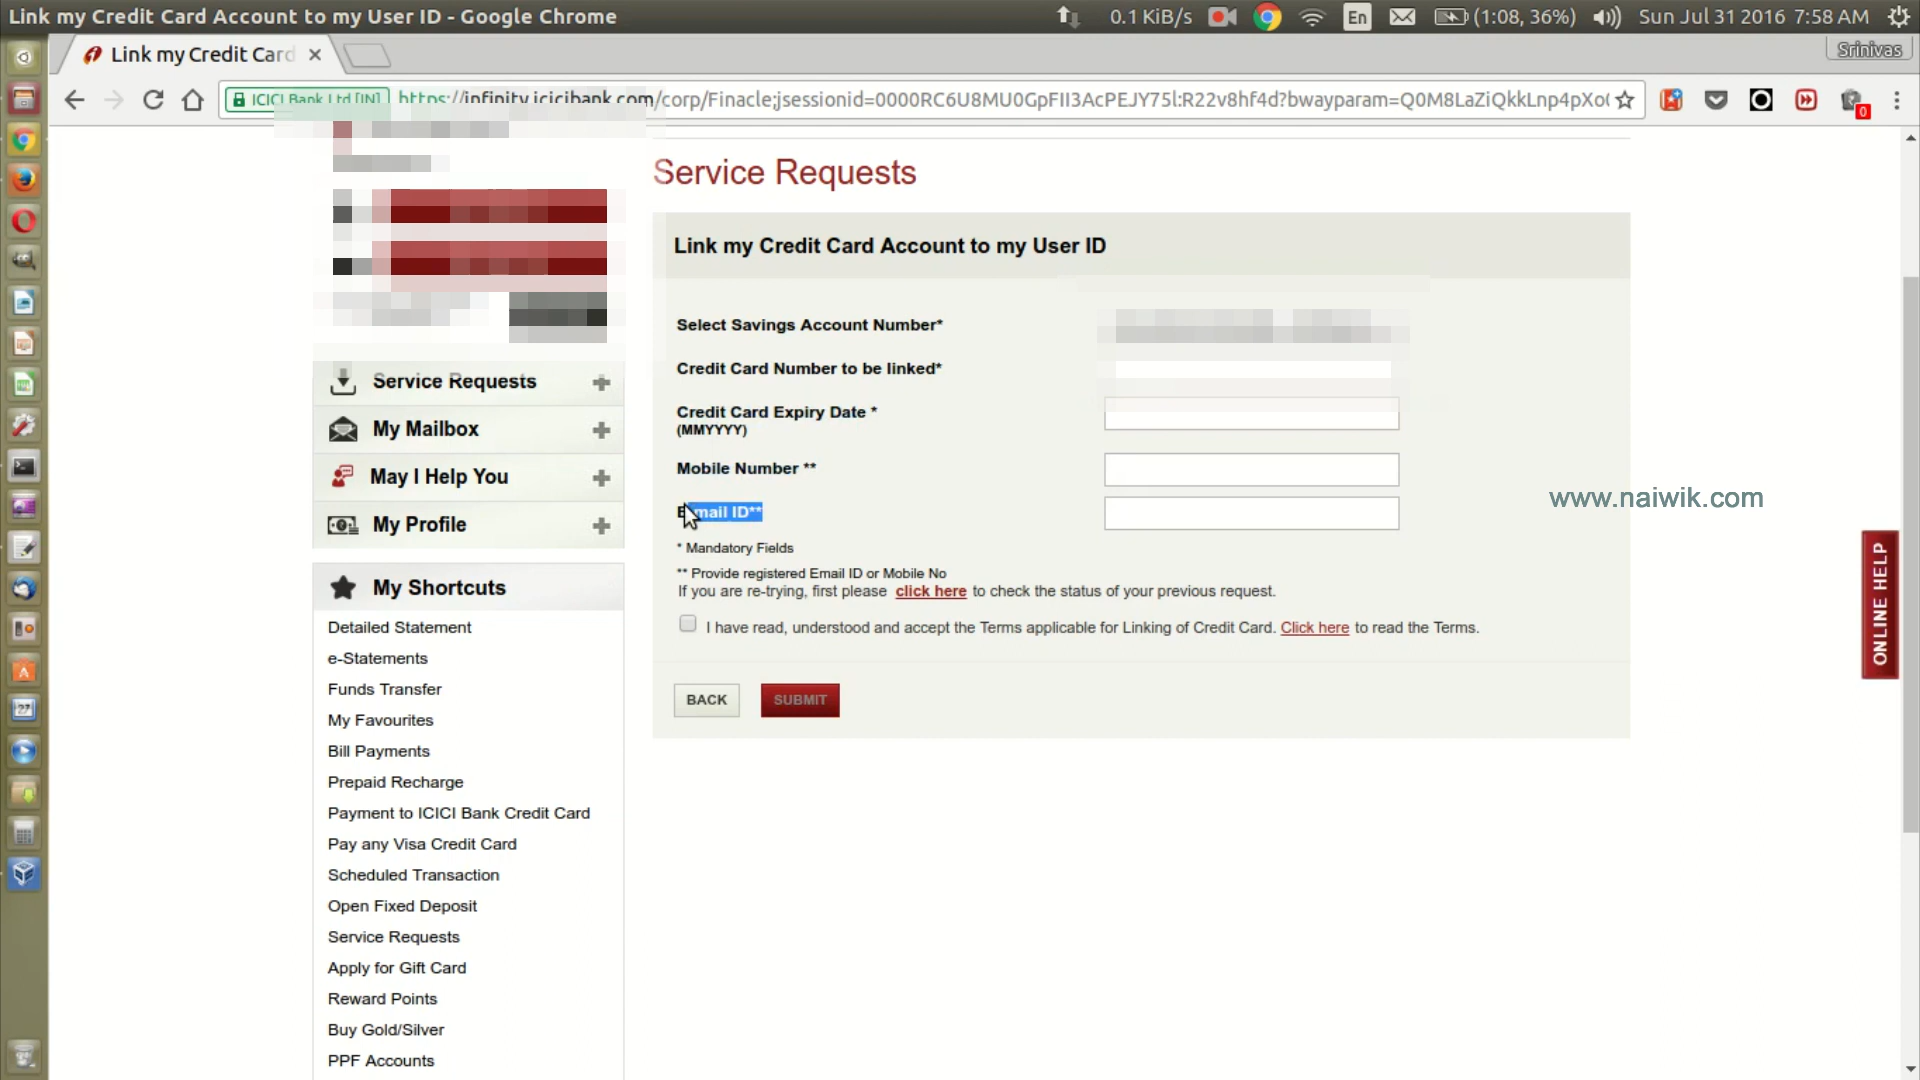 Link my Credit Card Account to my User ID - Google Chrome
0.1 KiB/s
En
(1:08, 36%)
Sun Jul 31 2016 7:58 AM
Link my Credit Card
Srinivas
ICICI Bank Ltd [IN]
https://infinity.icicibank.com/corp/Finacle;jsessionid=0000RC6U8MU0GpFII3AcPEJY75l:R22v8hf4d?bwayparam=Q0M8LaZiQkkLnp4pXo
0
Service Requests
Link my Credit Card Account to my User ID
Select Savings Account Number*
Credit Card Number to be linked*
Credit Card Expiry Date *
(MMYYYY)
Mobile Number **
Email ID**
* Mandatory Fields
** Provide registered Email ID or Mobile No
If you are re-trying, first please click here to check the status of your previous request.
I have read, understood and accept the Terms applicable for Linking of Credit Card. Click here to read the Terms.
BACK
SUBMIT
www.naiwik.com
ONLINE HELP
Service Requests
My Mailbox
May I Help You
My Profile
My Shortcuts
Detailed Statement
e-Statements
Funds Transfer
My Favourites
Bill Payments
Prepaid Recharge
Payment to ICICI Bank Credit Card
Pay any Visa Credit Card
Scheduled Transaction
Open Fixed Deposit
Service Requests
Apply for Gift Card
Reward Points
Buy Gold/Silver
PPF Accounts
27